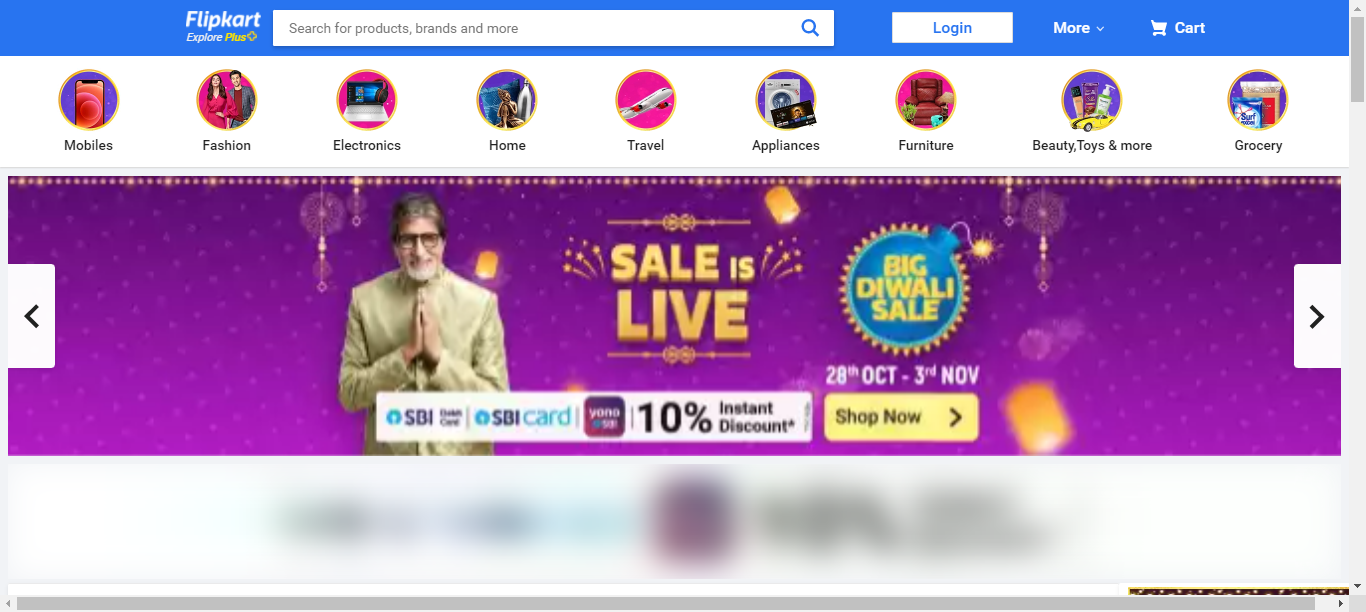 Flipkart
Explore Plus
Search for products, brands and more
Login
More
Cart
Mobiles
Fashion
Electronics
Home
Travel
Appliances
Furniture
Beauty,Toys & more
Grocery
SALE IS
LIVE
BIG
DIWALI
SALE
28th OCT - 3rd NOV
SBI Debit Card | SBI card | yono SBI | 10% Instant Discount*
Shop Now
Surf excel